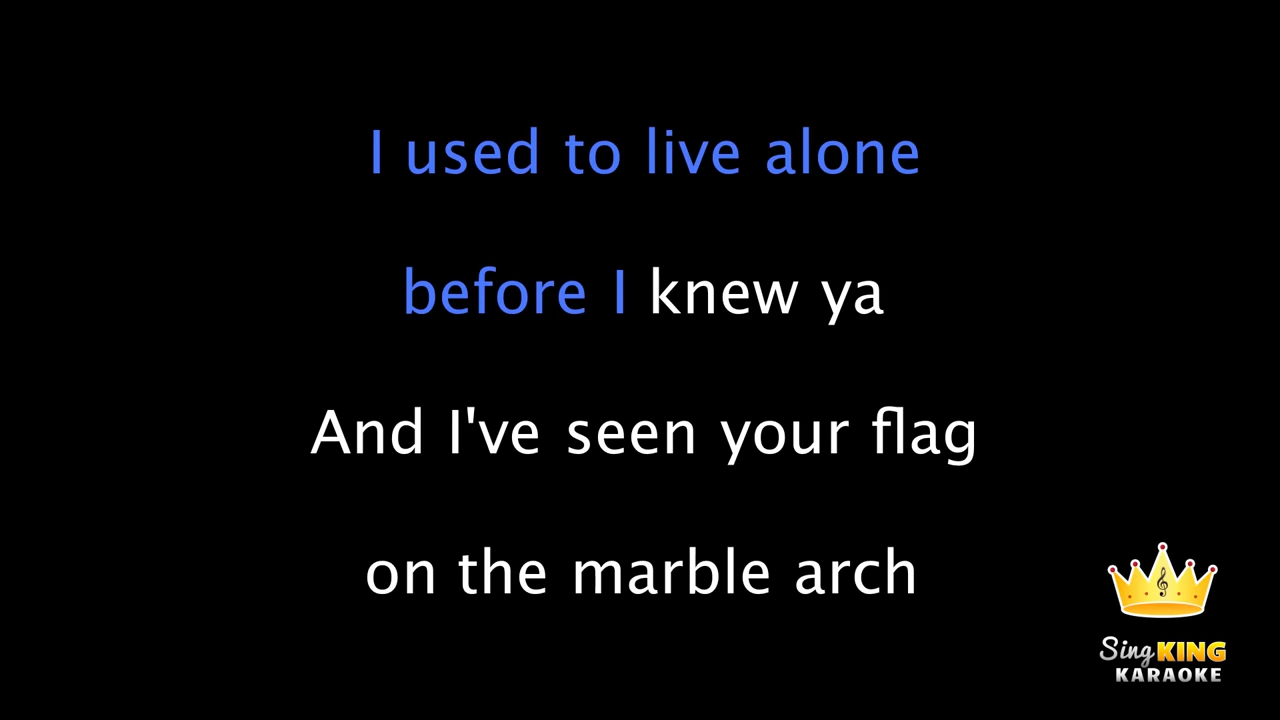 I used to live alone
before I knew ya
And I've seen your flag
on the marble arch
Sing KING
KARAOKE